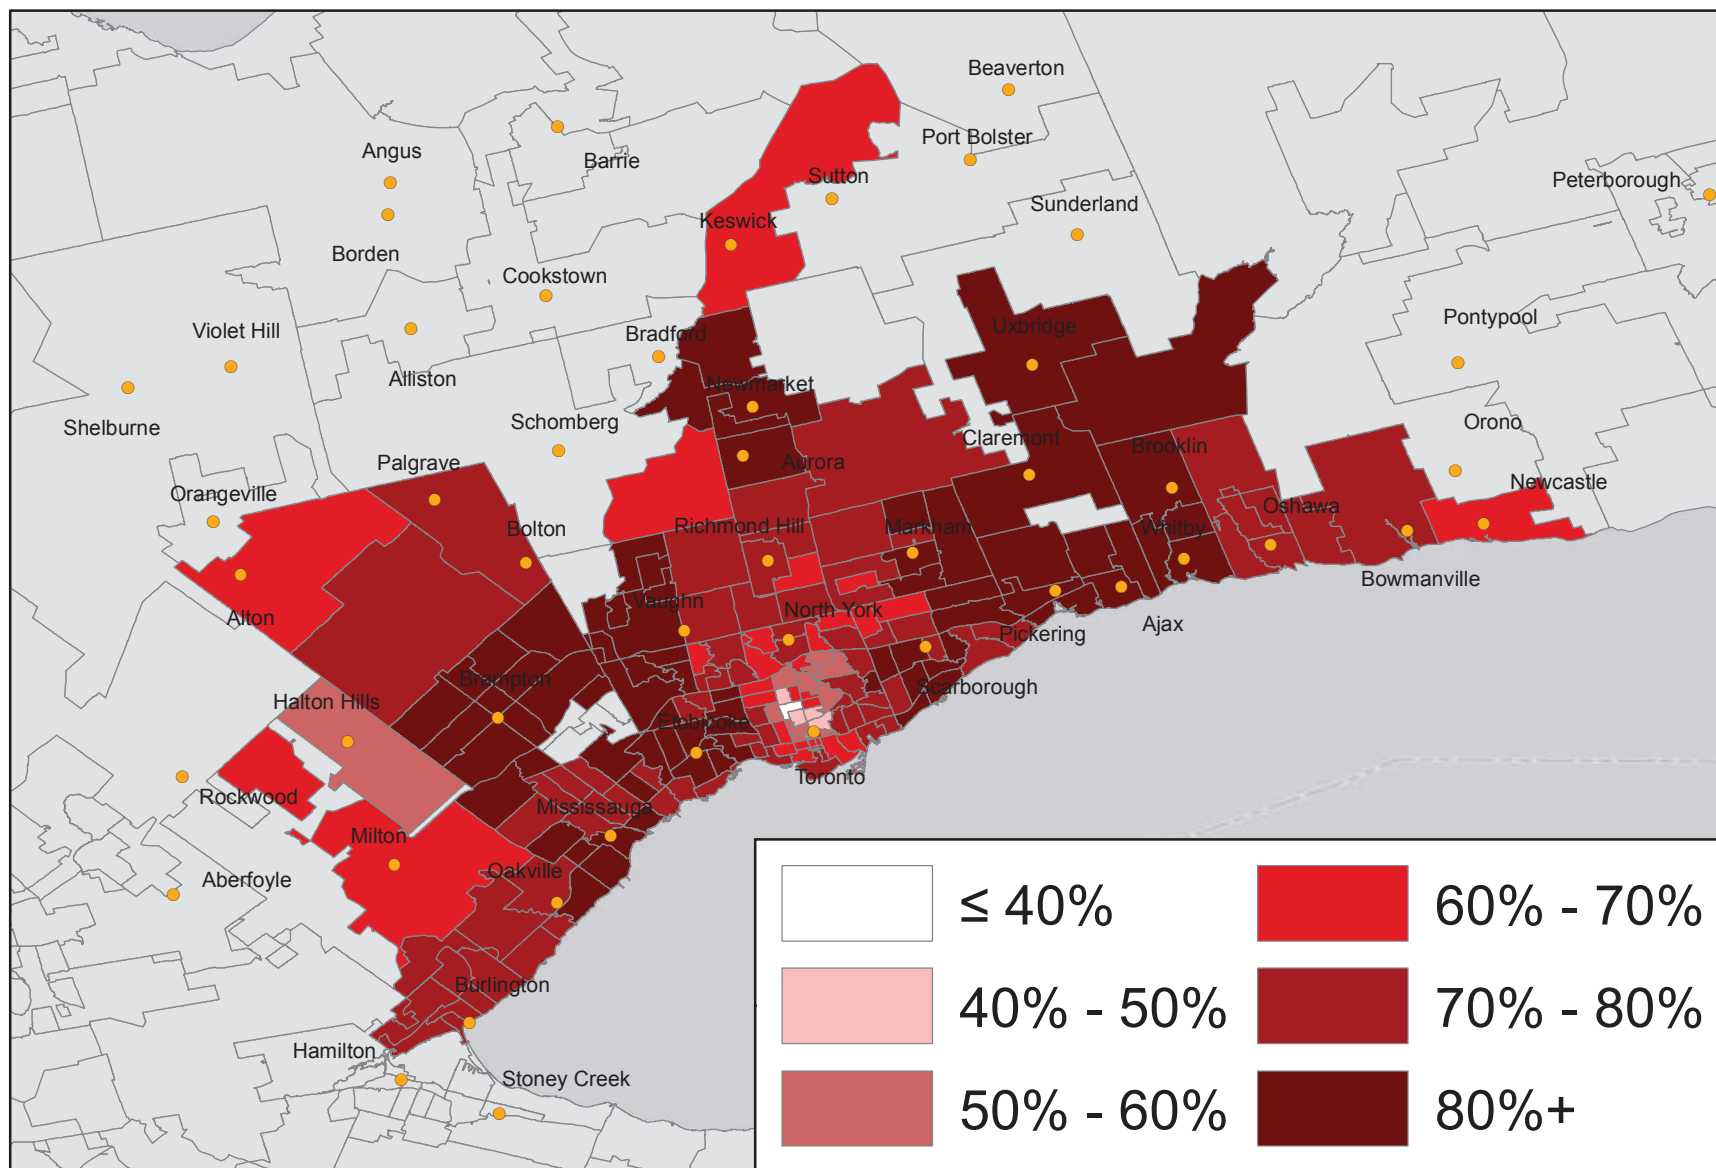 Beaverton
Port Bolster
Angus
Barrie
Sutton
Peterborough
Sunderland
Keswick
Borden
Cookstown
Violet Hill
Bradford
Uxbridge
Pontypool
Alliston
Newmarket
Shelburne
Schomberg
Orono
Claremont
Brooklin
Palgrave
Aurora
Orangeville
Newcastle
Oshawa
Bolton
Richmond Hill
Markham
Whitby
Bowmanville
Vaughn
North York
Alton
Ajax
Pickering
Brampton
Scarborough
Halton Hills
Etobicoke
Toronto
Rockwood
Mississauga
Milton
Oakville
Aberfoyle
Burlington
Hamilton
Stoney Creek
≤ 40%
60% - 70%
40% - 50%
70% - 80%
50% - 60%
80%+